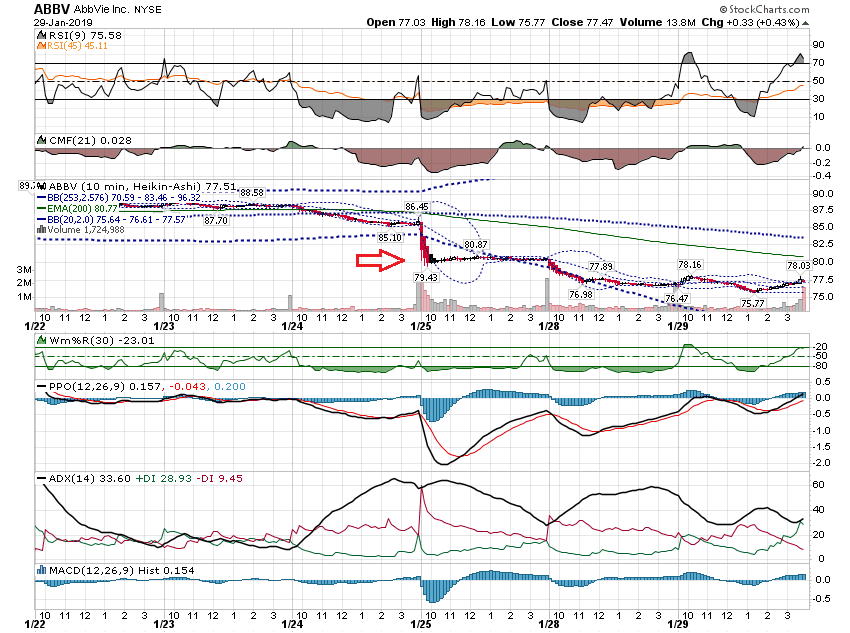 ABBV AbbVie Inc. NYSE
© StockCharts.com
29-Jan-2019
Open 77.03 High 78.16 Low 75.77 Close 77.47 Volume 13.8M Chg +0.33 (+0.43%)
RSI(9) 75.58
RSI(45) 45.11
90
70
50
30
10
CMF(21) 0.028
0.0
-0.2
-0.4
ABBV (10 min, Heikin-Ashi) 77.51
BB(253,2.576) 70.59 - 83.46 - 96.32
EMA(200) 80.77
BB(20,2.0) 75.64 - 76.61 - 77.57
Volume 1,724,988
88.58
87.70
86.45
85.10
80.87
79.43
77.89
76.98
78.16
76.47
75.77
78.03
90.0
87.5
85.0
82.5
80.0
77.5
75.0
3M
2M
1M
10 11 12 1 2 3 10 11 12 1 2 3 10 11 12 1 2 3 10 11 12 1 2 3 10 11 12 1 2 3 10 11 12 1 2 3
1/22 1/23 1/24 1/25 1/28 1/29
Wm%R(30) -23.01
-20
-50
-80
PPO(12,26,9) 0.157, -0.043, 0.200
0.5
0.0
-0.5
-1.0
-1.5
-2.0
ADX(14) 33.60 +DI 28.93 -DI 9.45
60
40
20
0
MACD(12,26,9) Hist 0.154
0.0
-0.5
10 11 12 1 2 3 10 11 12 1 2 3 10 11 12 1 2 3 10 11 12 1 2 3 10 11 12 1 2 3 10 11 12 1 2 3
1/22 1/23 1/24 1/25 1/28 1/29